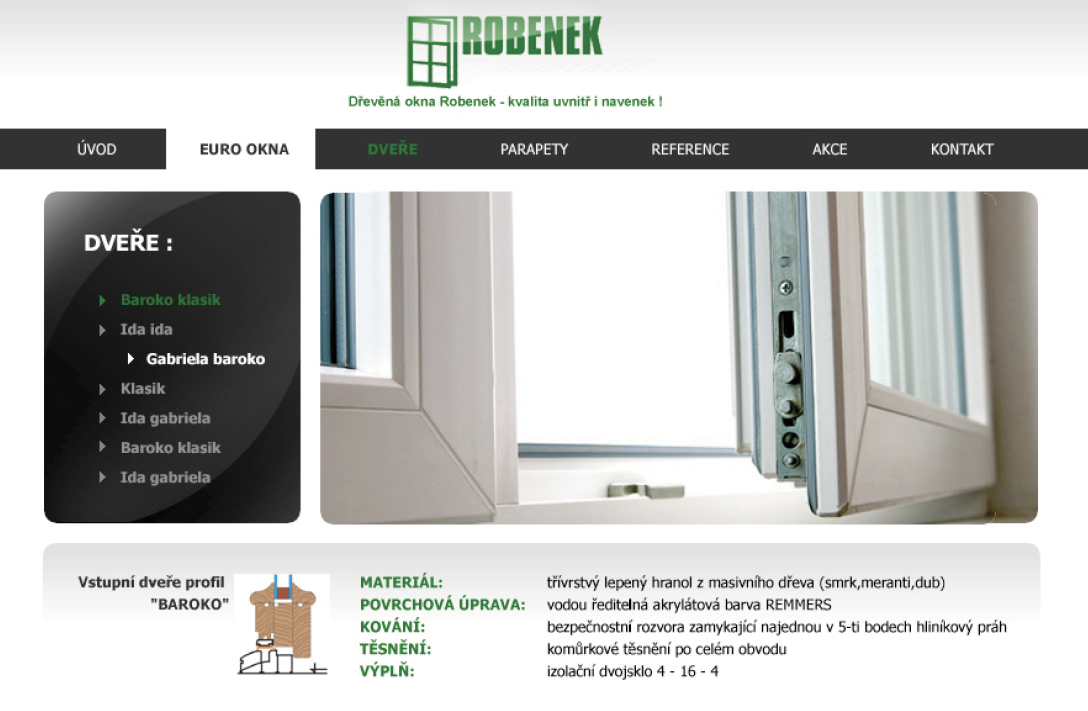 ROBENEK
Dřevěná okna Robenek - kvalita uvnitř i navenek !
ÚVOD EURO OKNA DVEŘE PARAPETY REFERENCE AKCE KONTAKT
DVEŘE :
Baroko klasik
Ida ida
Gabriela baroko
Klasik
Ida gabriela
Baroko klasik
Ida gabriela
Vstupní dveře profil
"BAROKO"
MATERIÁL: třívrstvý lepený hranol z masivního dřeva (smrk,meranti,dub)
POVRCHOVÁ ÚPRAVA: vodou ředitelná akrylátová barva REMMERS
KOVÁNÍ: bezpečnostní rozvora zamykající najednou v 5-ti bodech hliníkový práh
TĚSNĚNÍ: komůrkové těsnění po celém obvodu
VÝPLŇ: izolační dvojsklo 4 - 16 - 4